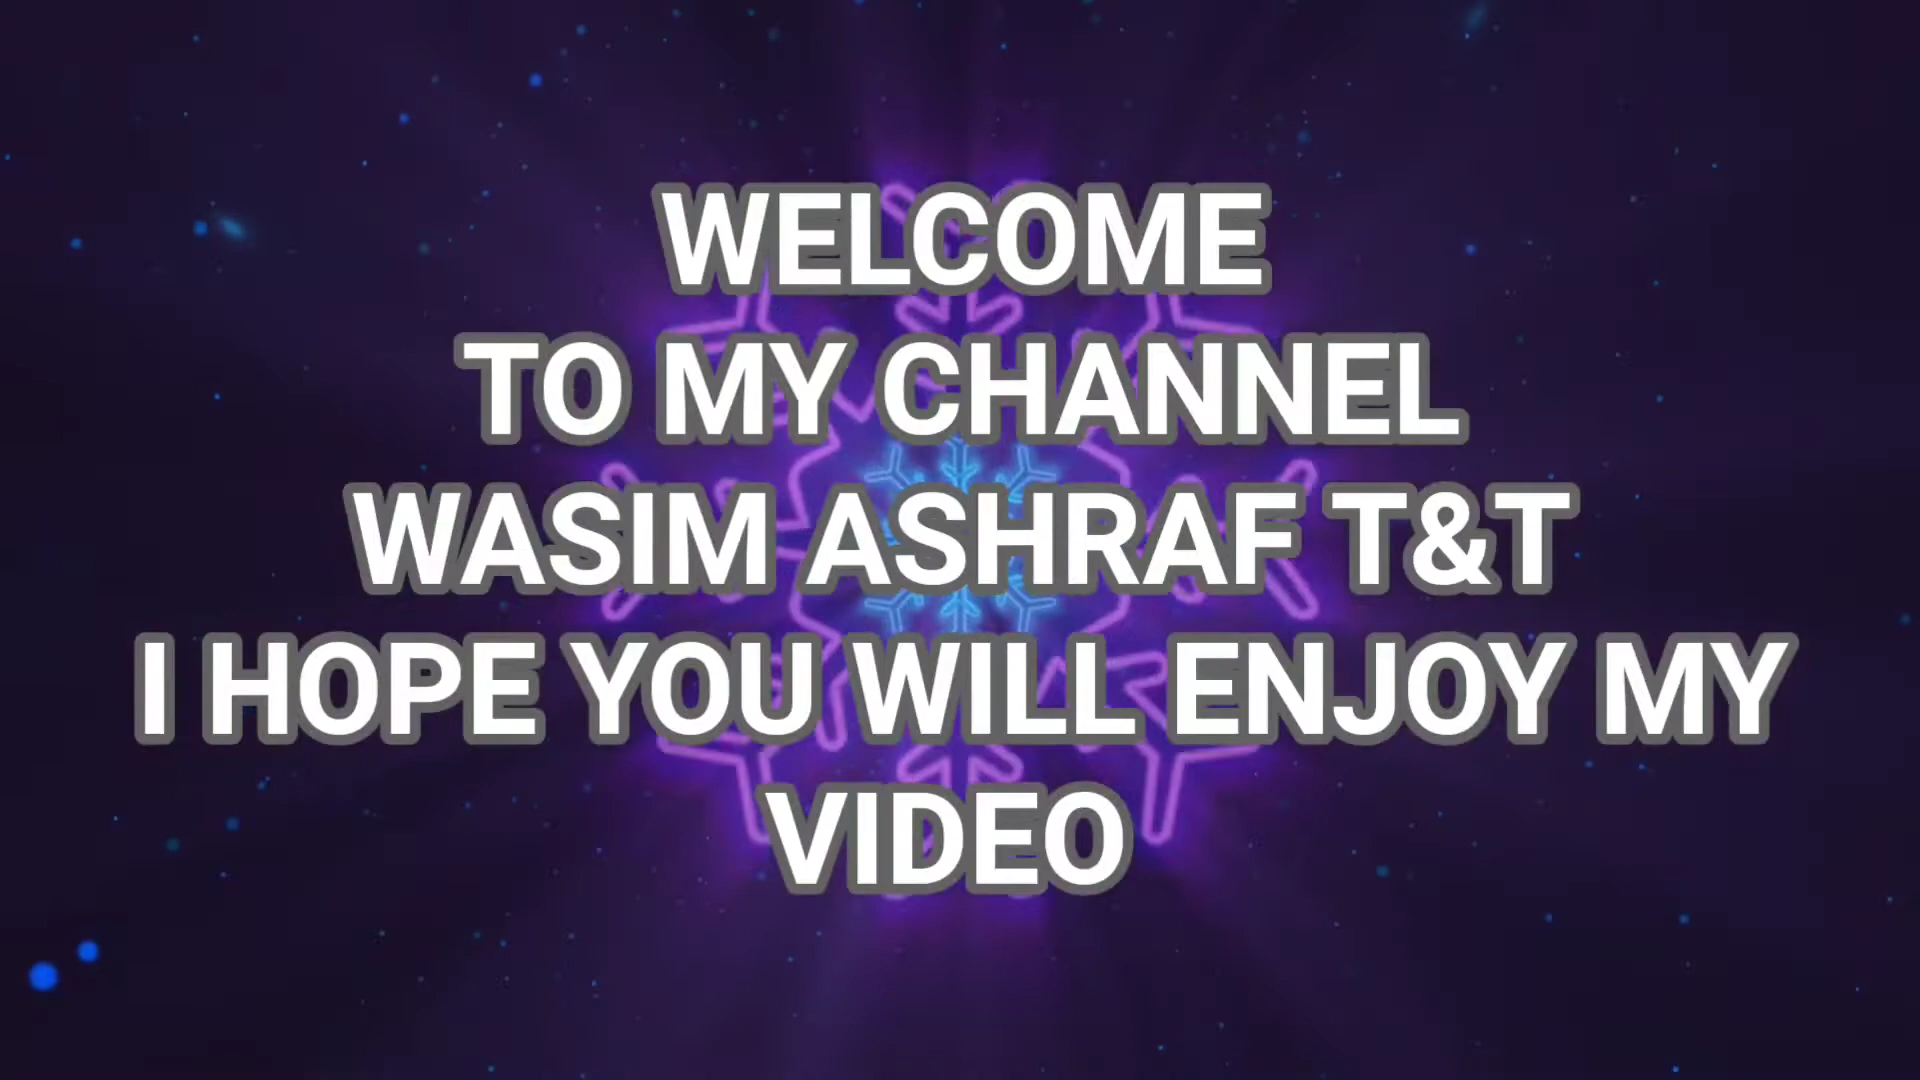 WELCOME
TO MY CHANNEL
WASIM ASHRAF T&T
I HOPE YOU WILL ENJOY MY
VIDEO